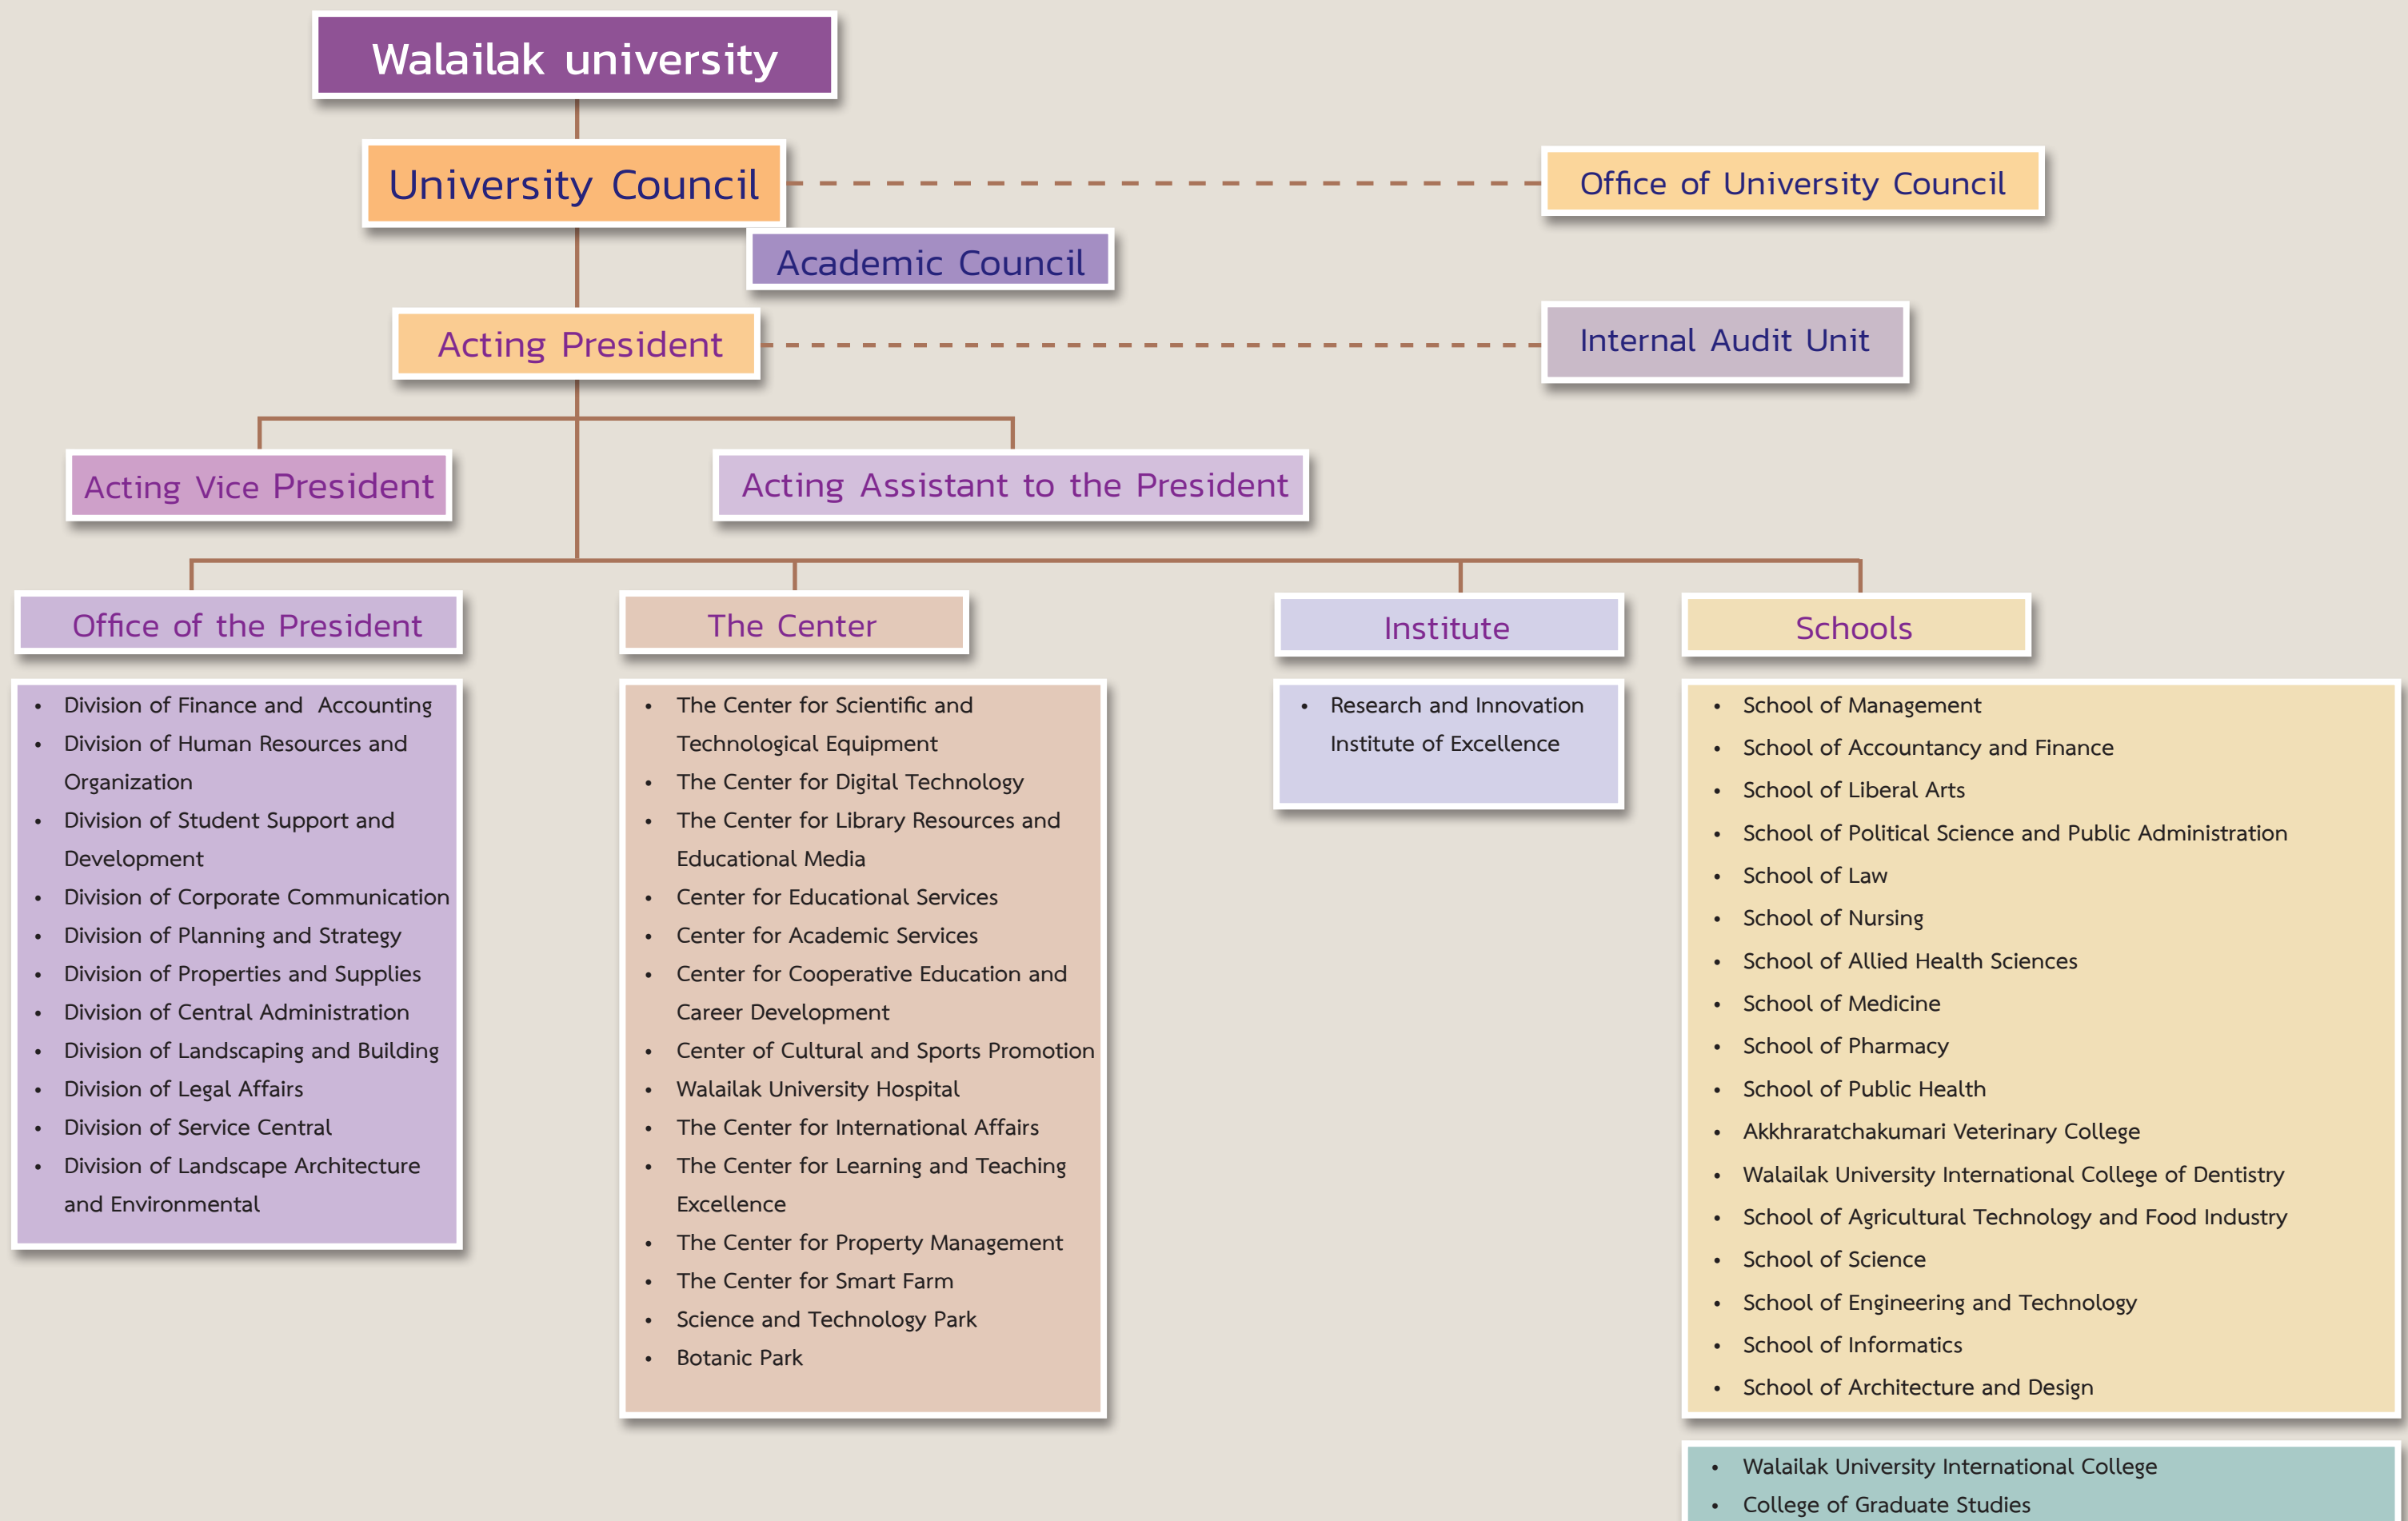 Walailak university
University Council
Office of University Council
Academic Council
Acting President
Internal Audit Unit
Acting Vice President
Acting Assistant to the President
Office of the President
• Division of Finance and Accounting
• Division of Human Resources and
Organization
• Division of Student Support and
Development
• Division of Corporate Communication
• Division of Planning and Strategy
• Division of Properties and Supplies
• Division of Central Administration
• Division of Landscaping and Building
• Division of Legal Affairs
• Division of Service Central
• Division of Landscape Architecture
and Environmental
The Center
• The Center for Scientific and
Technological Equipment
• The Center for Digital Technology
• The Center for Library Resources and
Educational Media
• Center for Educational Services
• Center for Academic Services
• Center for Cooperative Education and
Career Development
• Center of Cultural and Sports Promotion
• Walailak University Hospital
• The Center for International Affairs
• The Center for Learning and Teaching
Excellence
• The Center for Property Management
• The Center for Smart Farm
• Science and Technology Park
• Botanic Park
Institute
• Research and Innovation
Institute of Excellence
Schools
• School of Management
• School of Accountancy and Finance
• School of Liberal Arts
• School of Political Science and Public Administration
• School of Law
• School of Nursing
• School of Allied Health Sciences
• School of Medicine
• School of Pharmacy
• School of Public Health
• Akkhraratchakumari Veterinary College
• Walailak University International College of Dentistry
• School of Agricultural Technology and Food Industry
• School of Science
• School of Engineering and Technology
• School of Informatics
• School of Architecture and Design
• Walailak University International College
• College of Graduate Studies